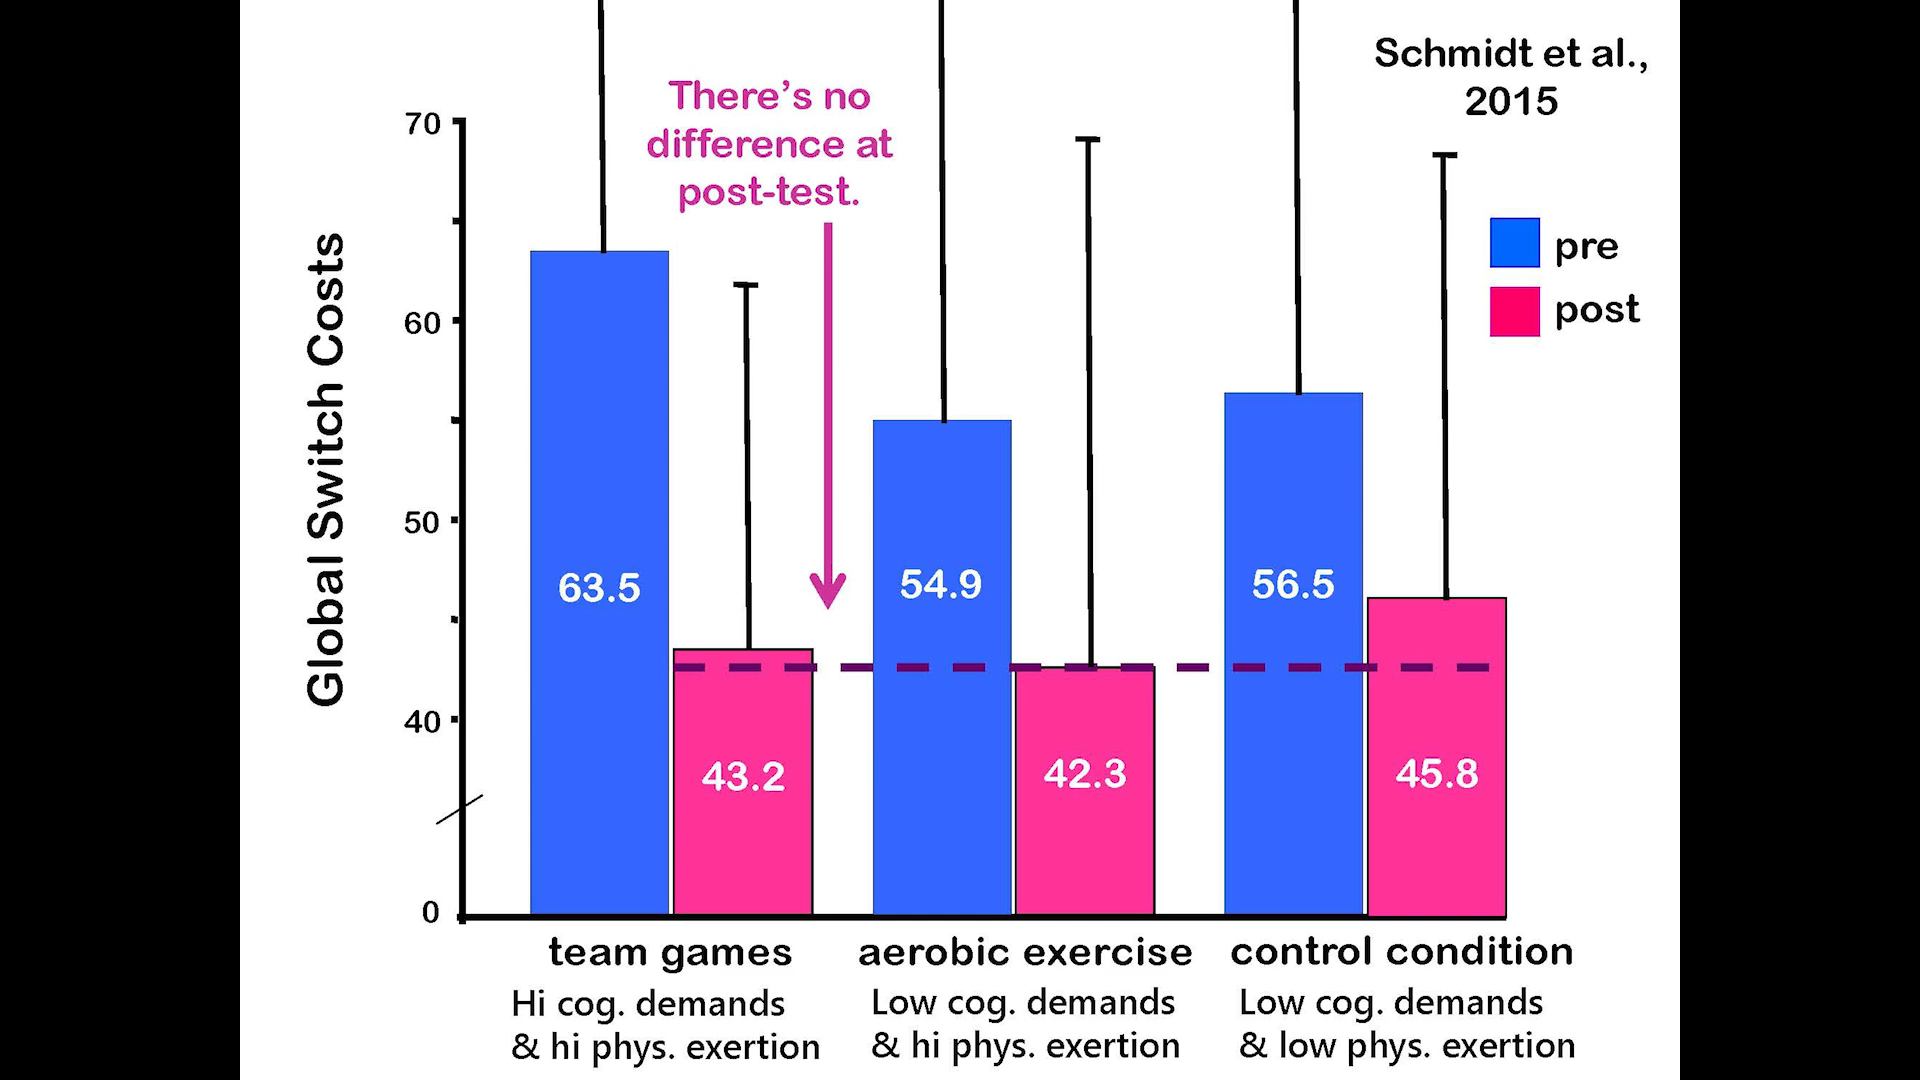 Schmidt et al.,
2015
There's no
difference at
post-test.
pre
post
Global Switch Costs
70
60
50
40
0
63.5
43.2
54.9
42.3
56.5
45.8
team games
Hi cog. demands
& hi phys. exertion
aerobic exercise
Low cog. demands
& hi phys. exertion
control condition
Low cog. demands
& low phys. exertion